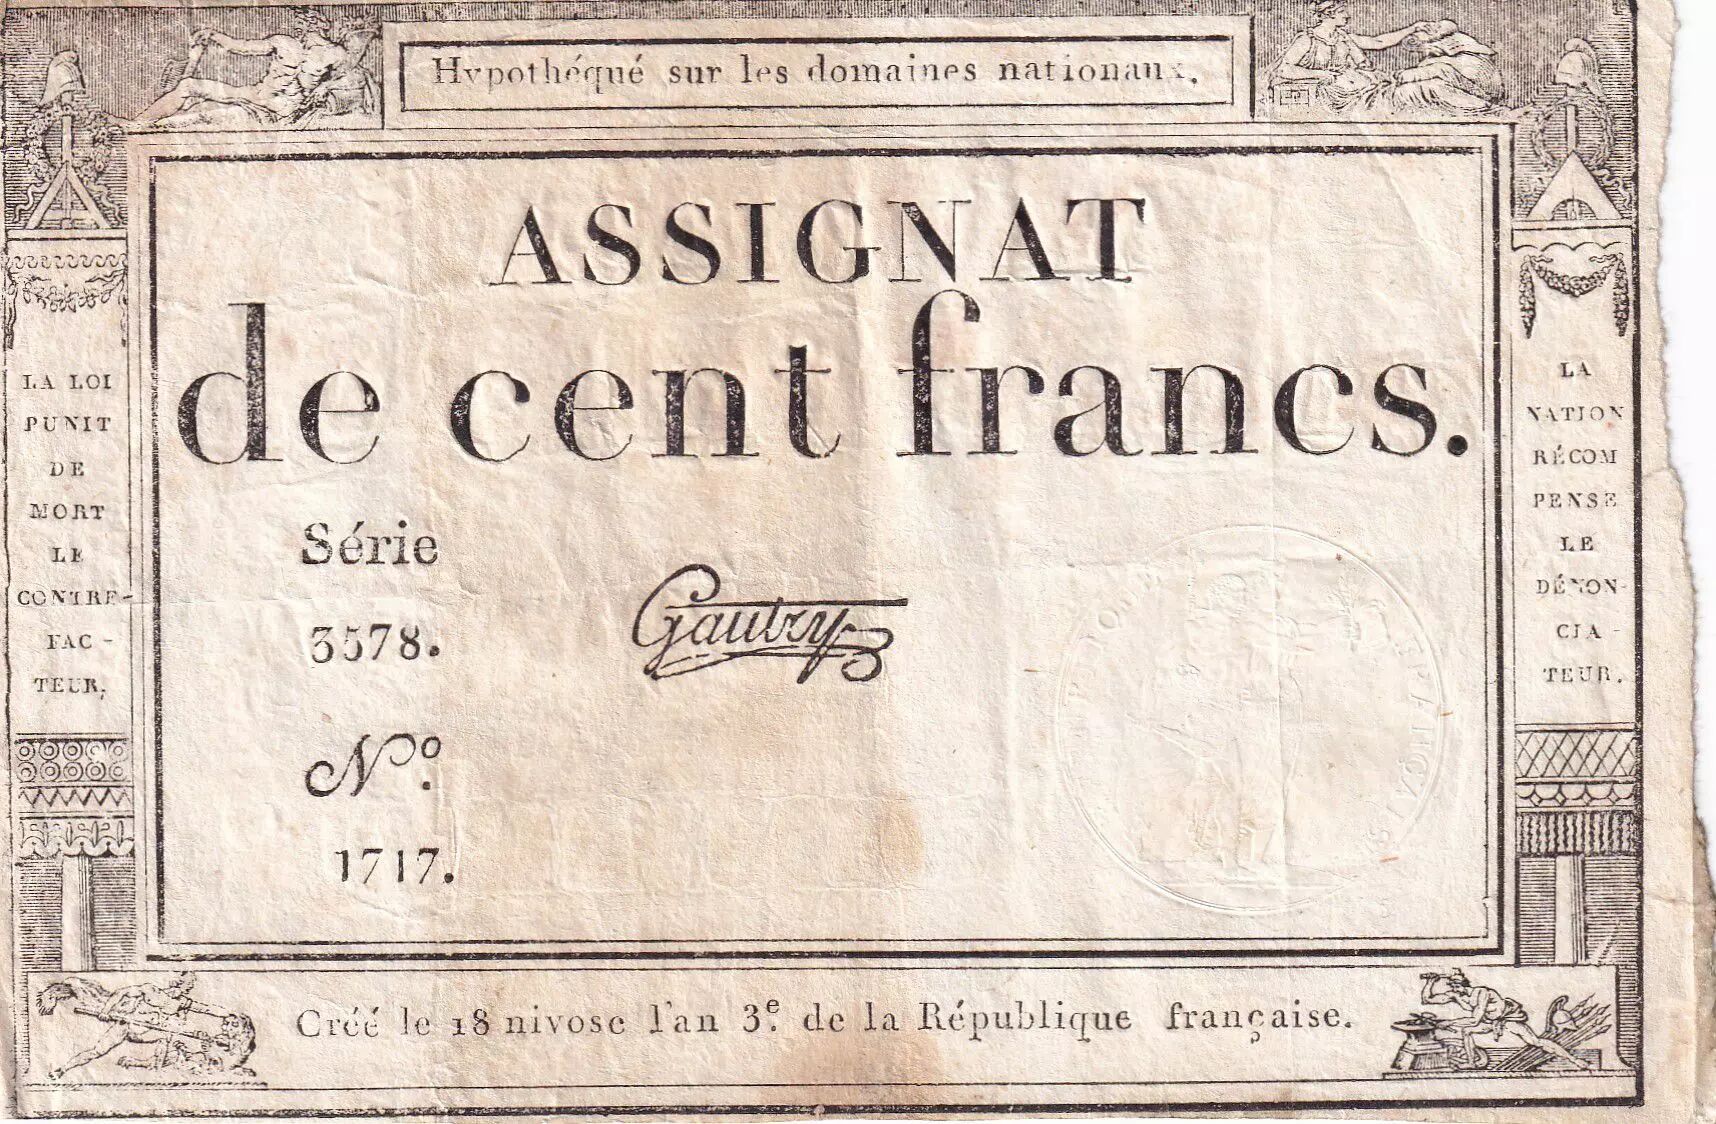 Hypothéqué sur les domaines nationaux.
ASSIGNAT
de cent francs.
LA LOI
PUNIT
DE
MORT
LE
CONTRE-
FAC-
TEUR.
Série
3578.
Gautry
Nº.
1717.
LA
NATION
RÉCOM
PENSE
LE
DÉNON-
CIA-
TEUR.
Créé le 18 nivose l'an 3e. de la République française.